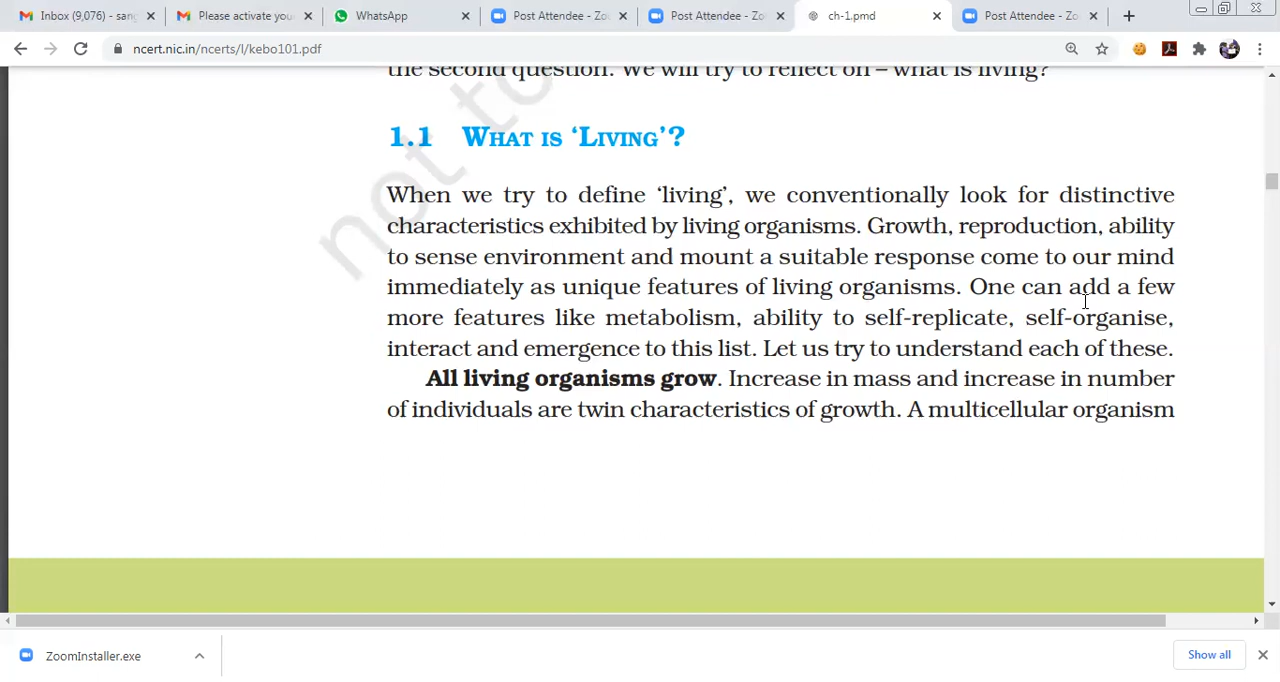 Inbox (9,076) - sang
Please activate you
WhatsApp
Post Attendee - Zo
Post Attendee - Zo
ch-1.pmd
Post Attendee - Zo
ncert.nic.in/ncerts/l/kebo101.pdf
the second question. We will try to reflect on – what is living?
1.1 WHAT IS ‘LIVING’?
When we try to define ‘living’, we conventionally look for distinctive
characteristics exhibited by living organisms. Growth, reproduction, ability
to sense environment and mount a suitable response come to our mind
immediately as unique features of living organisms. One can add a few
more features like metabolism, ability to self-replicate, self-organise,
interact and emergence to this list. Let us try to understand each of these.
All living organisms grow. Increase in mass and increase in number
of individuals are twin characteristics of growth. A multicellular organism
not to
ZoomInstaller.exe
Show all